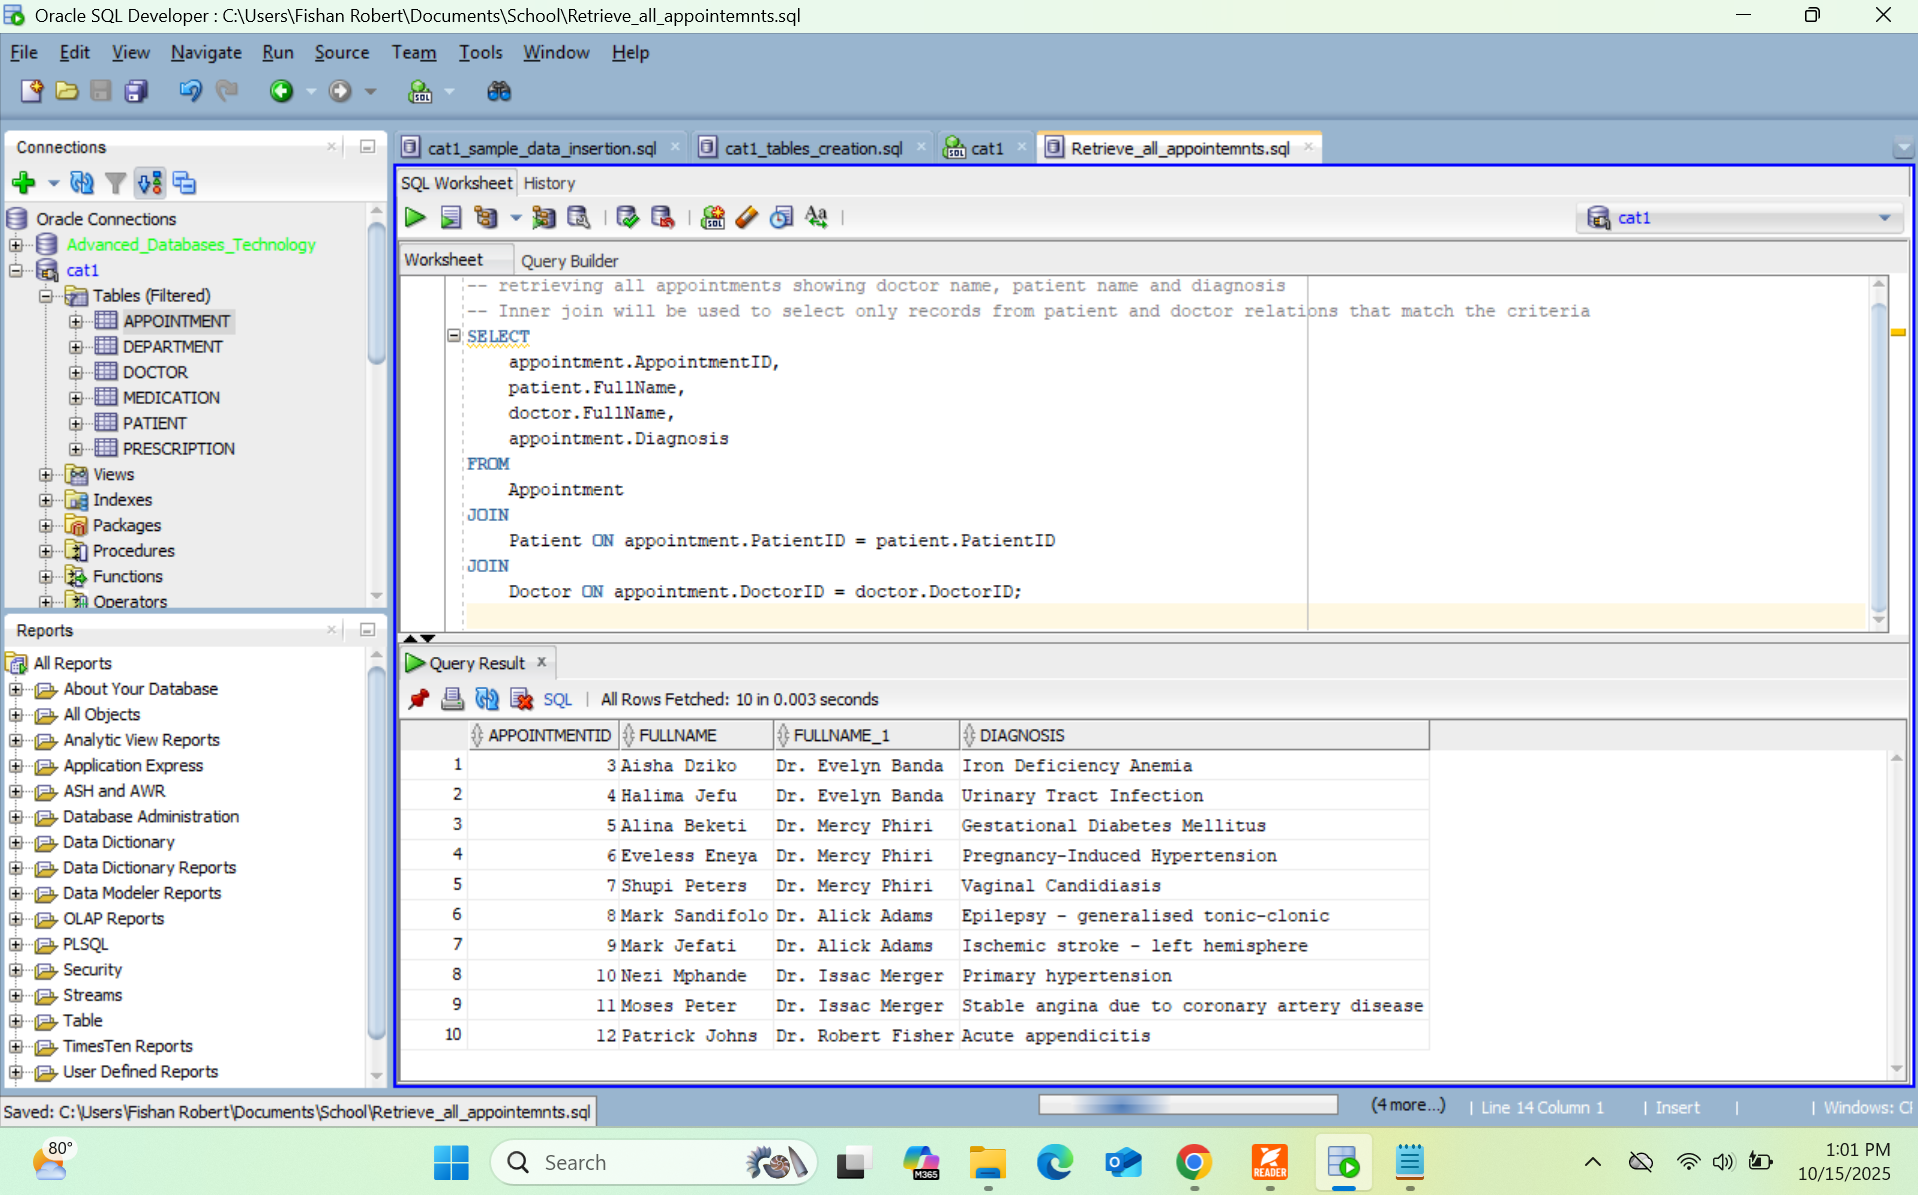 Oracle SQL Developer : C:\Users\Fishan Robert\Documents\School\Retrieve_all_appointemnts.sql
File Edit View Navigate Run Source Team Tools Window Help
Connections
Oracle Connections
Advanced_Databases_Technology
cat1
Tables (Filtered)
APPOINTMENT
DEPARTMENT
DOCTOR
MEDICATION
PATIENT
PRESCRIPTION
Views
Indexes
Packages
Procedures
Functions
Operators
Reports
All Reports
About Your Database
All Objects
Analytic View Reports
Application Express
ASH and AWR
Database Administration
Data Dictionary
Data Dictionary Reports
Data Modeler Reports
OLAP Reports
PLSQL
Security
Streams
Table
TimesTen Reports
User Defined Reports
cat1_sample_data_insertion.sql cat1_tables_creation.sql cat1 Retrieve_all_appointemnts.sql
SQL Worksheet History
cat1
Worksheet Query Builder
-- retrieving all appointments showing doctor name, patient name and diagnosis
-- Inner join will be used to select only records from patient and doctor relations that match the criteria
SELECT
appointment.AppointmentID,
patient.FullName,
doctor.FullName,
appointment.Diagnosis
FROM
Appointment
JOIN
Patient ON appointment.PatientID = patient.PatientID
JOIN
Doctor ON appointment.DoctorID = doctor.DoctorID;
Query Result
SQL | All Rows Fetched: 10 in 0.003 seconds
APPOINTMENTID FULLNAME FULLNAME_1 DIAGNOSIS
1 3 Aisha Dziko Dr. Evelyn Banda Iron Deficiency Anemia
2 4 Halima Jefu Dr. Evelyn Banda Urinary Tract Infection
3 5 Alina Beketi Dr. Mercy Phiri Gestational Diabetes Mellitus
4 6 Eveless Eneya Dr. Mercy Phiri Pregnancy-Induced Hypertension
5 7 Shupi Peters Dr. Mercy Phiri Vaginal Candidiasis
6 8 Mark Sandifolo Dr. Alick Adams Epilepsy - generalised tonic-clonic
7 9 Mark Jefati Dr. Alick Adams Ischemic stroke - left hemisphere
8 10 Nezi Mphande Dr. Issac Merger Primary hypertension
9 11 Moses Peter Dr. Issac Merger Stable angina due to coronary artery disease
10 12 Patrick Johns Dr. Robert Fisher Acute appendicitis
Saved: C:\Users\Fishan Robert\Documents\School\Retrieve_all_appointemnts.sql
(4 more...) | Line 14 Column 1 | Insert | | Windows: Cl
80°
Search
M365
READER
1:01 PM
10/15/2025